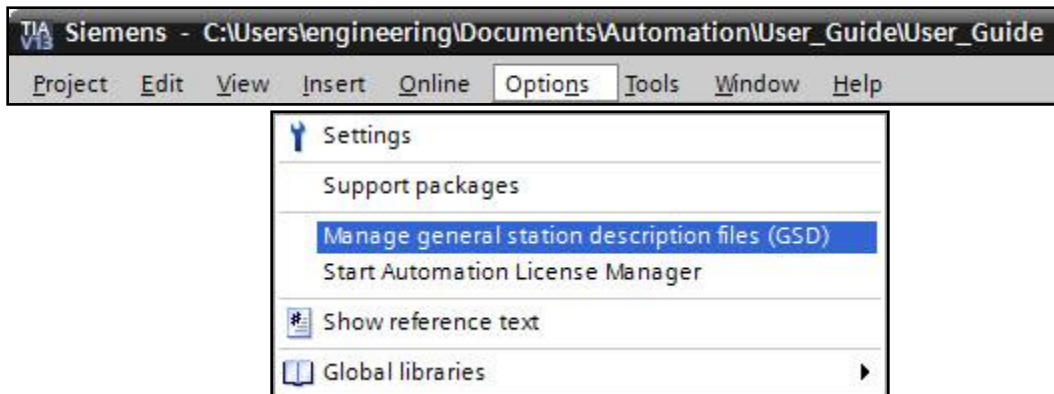 TIA V13 Siemens - C:\Users\engineering\Documents\Automation\User_Guide\User_Guide
Project Edit View Insert Online Options Tools Window Help
Settings
Support packages
Manage general station description files (GSD)
Start Automation License Manager
Show reference text
Global libraries